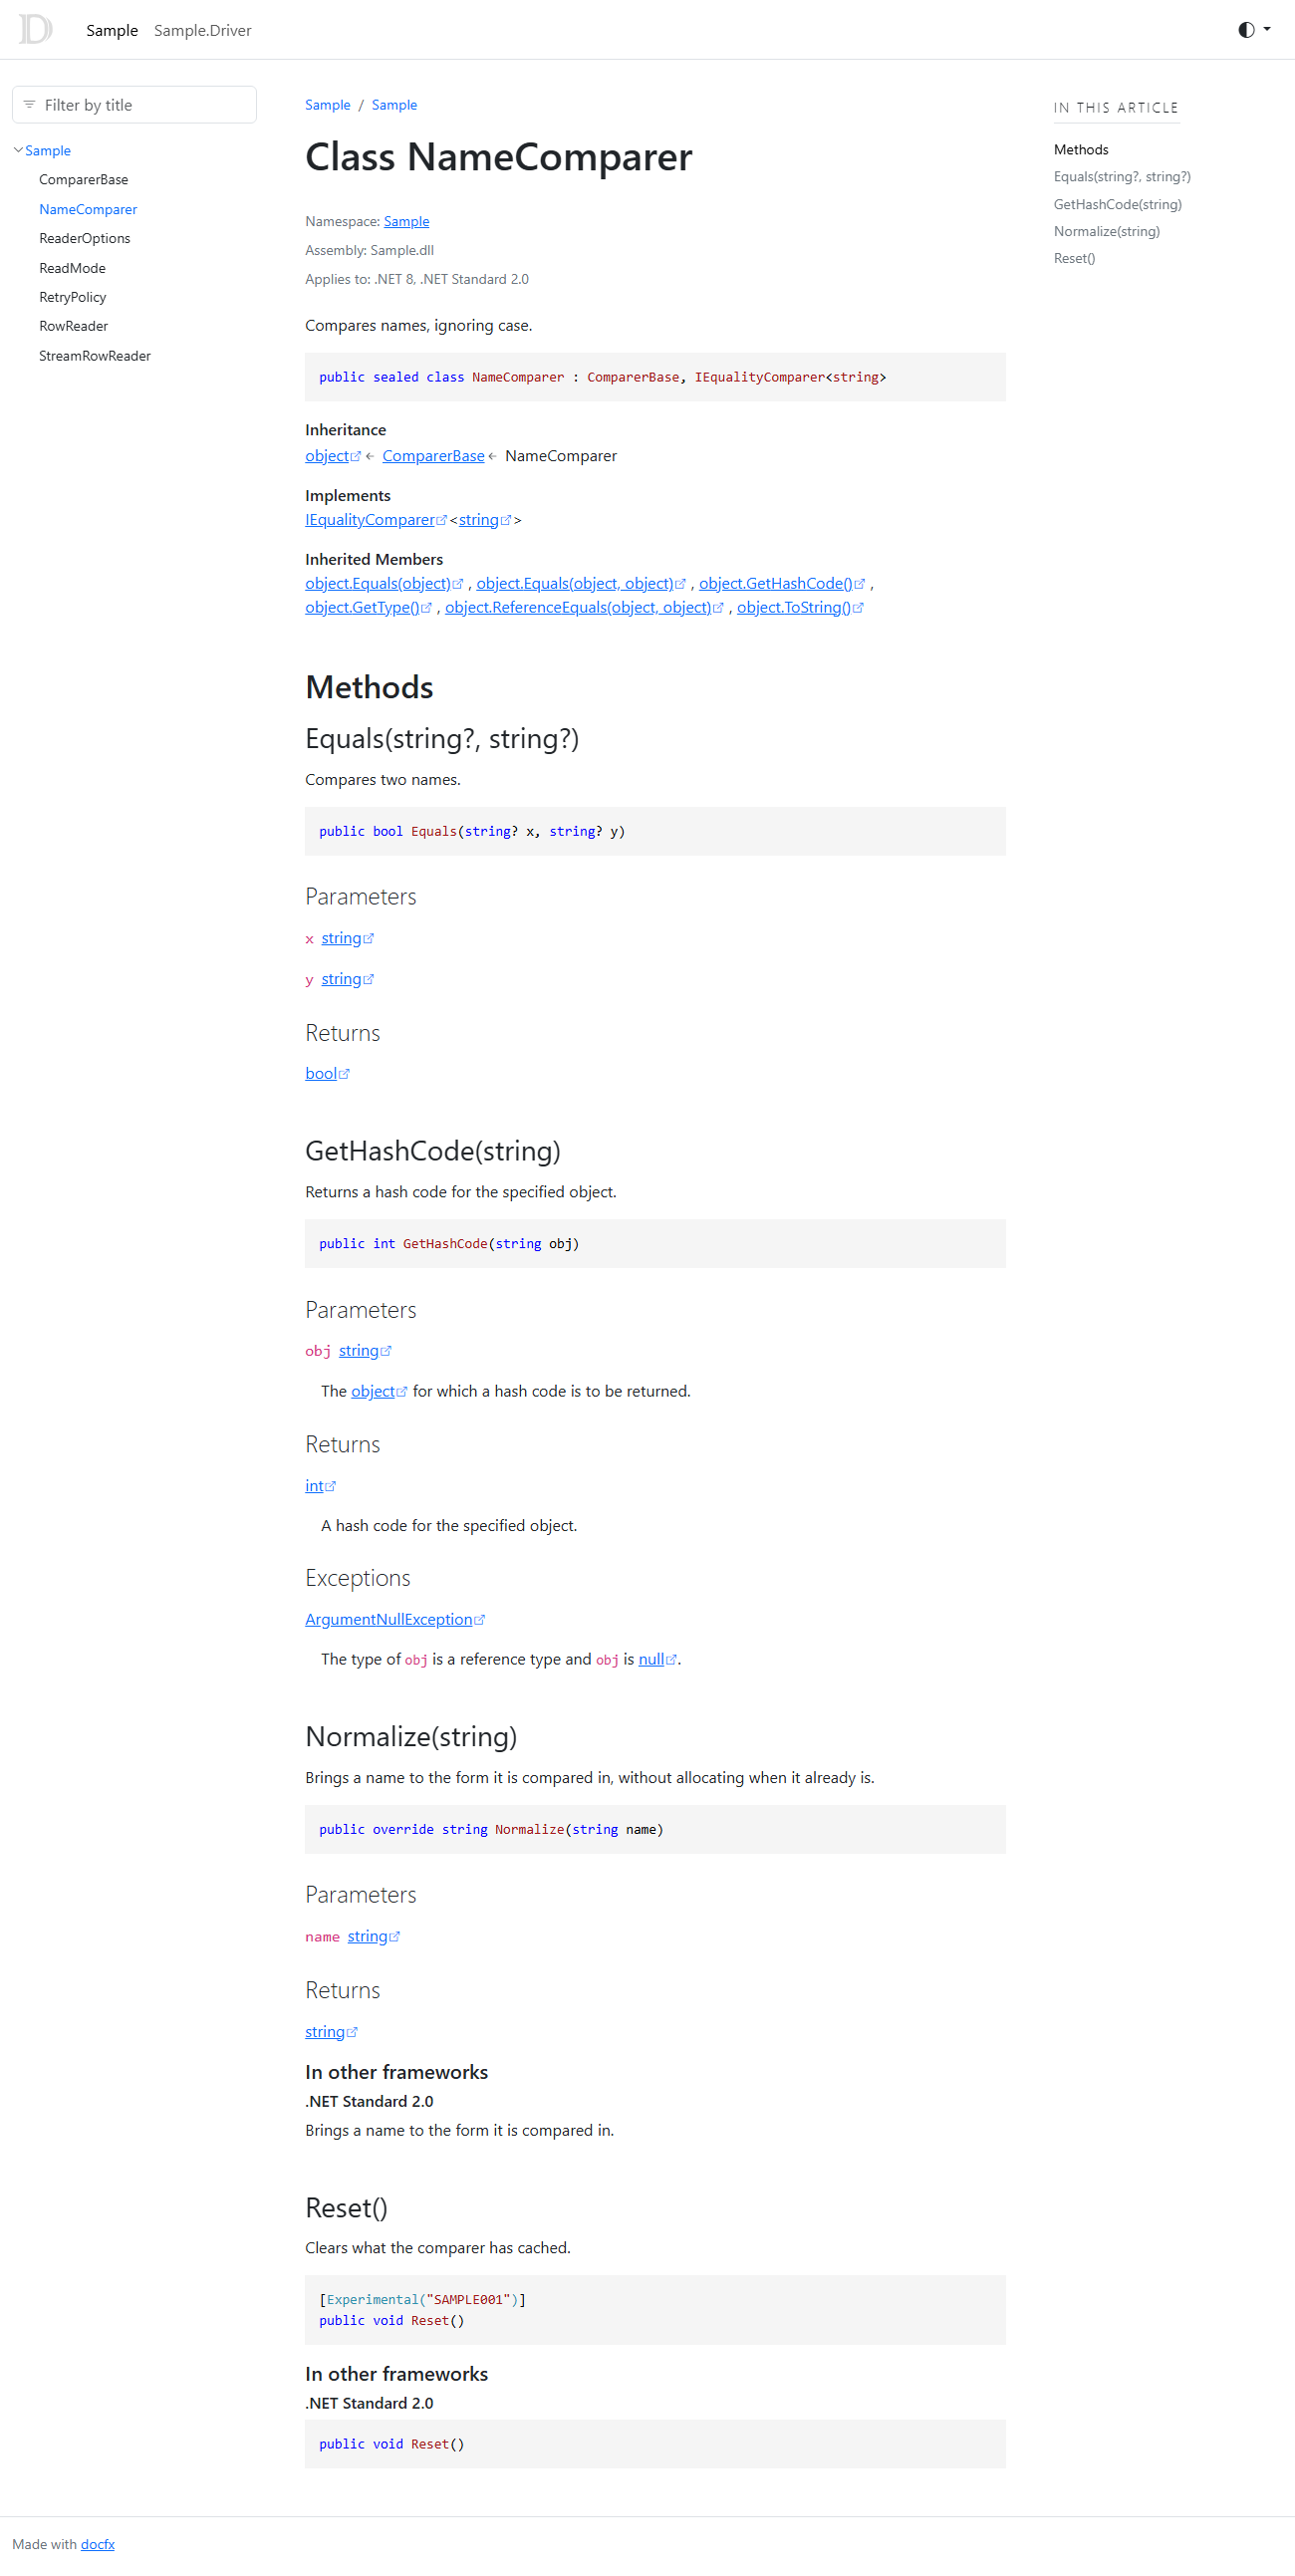 Sample Sample.Driver
Filter by title
Sample
ComparerBase
NameComparer
ReaderOptions
ReadMode
RetryPolicy
RowReader
StreamRowReader
Sample / Sample
Class NameComparer
Namespace: Sample
Assembly: Sample.dll
Applies to: .NET 8, .NET Standard 2.0
Compares names, ignoring case.
public sealed class NameComparer : ComparerBase, IEqualityComparer<string>
Inheritance
object ← ComparerBase ← NameComparer
Implements
IEqualityComparer<string>
Inherited Members
object.Equals(object) , object.Equals(object, object) , object.GetHashCode() ,
object.GetType() , object.ReferenceEquals(object, object) , object.ToString()
Methods
Equals(string?, string?)
Compares two names.
public bool Equals(string? x, string? y)
Parameters
x string
y string
Returns
bool
GetHashCode(string)
Returns a hash code for the specified object.
public int GetHashCode(string obj)
Parameters
obj string
The object for which a hash code is to be returned.
Returns
int
A hash code for the specified object.
Exceptions
ArgumentNullException
The type of obj is a reference type and obj is null.
Normalize(string)
Brings a name to the form it is compared in, without allocating when it already is.
public override string Normalize(string name)
Parameters
name string
Returns
string
In other frameworks
.NET Standard 2.0
Brings a name to the form it is compared in.
Reset()
Clears what the comparer has cached.
[Experimental("SAMPLE001")]
public void Reset()
In other frameworks
.NET Standard 2.0
public void Reset()
IN THIS ARTICLE
Methods
Equals(string?, string?)
GetHashCode(string)
Normalize(string)
Reset()
Made with docfx